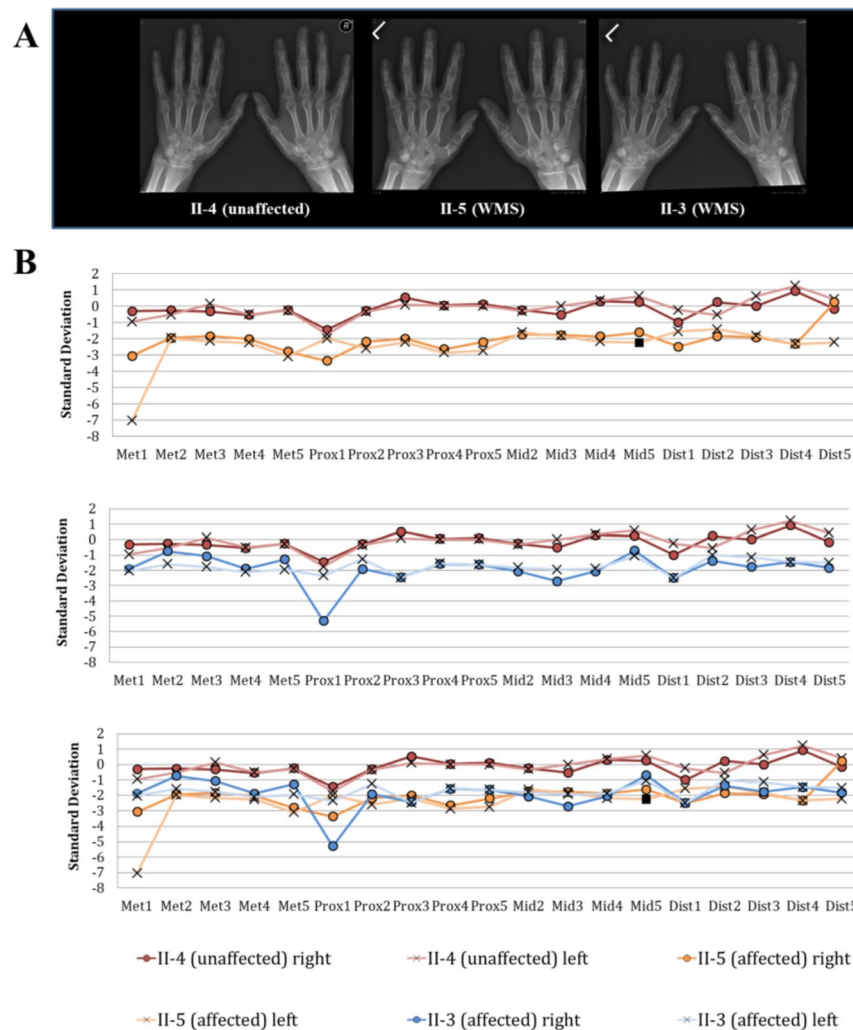 A
R
II-4 (unaffected) II-5 (WMS) II-3 (WMS)
B
Standard Deviation
2
1
0
-1
-2
-3
-4
-5
-6
-7
-8
Met1 Met2 Met3 Met4 Met5 Prox1 Prox2 Prox3 Prox4 Prox5 Mid2 Mid3 Mid4 Mid5 Dist1 Dist2 Dist3 Dist4 Dist5
Standard Deviation
2
1
0
-1
-2
-3
-4
-5
-6
-7
-8
Met1 Met2 Met3 Met4 Met5 Prox1 Prox2 Prox3 Prox4 Prox5 Mid2 Mid3 Mid4 Mid5 Dist1 Dist2 Dist3 Dist4 Dist5
Standard Deviation
2
1
0
-1
-2
-3
-4
-5
-6
-7
-8
Met1 Met2 Met3 Met4 Met5 Prox1 Prox2 Prox3 Prox4 Prox5 Mid2 Mid3 Mid4 Mid5 Dist1 Dist2 Dist3 Dist4 Dist5
II-4 (unaffected) right II-4 (unaffected) left II-5 (affected) right
II-5 (affected) left II-3 (affected) right II-3 (affected) left